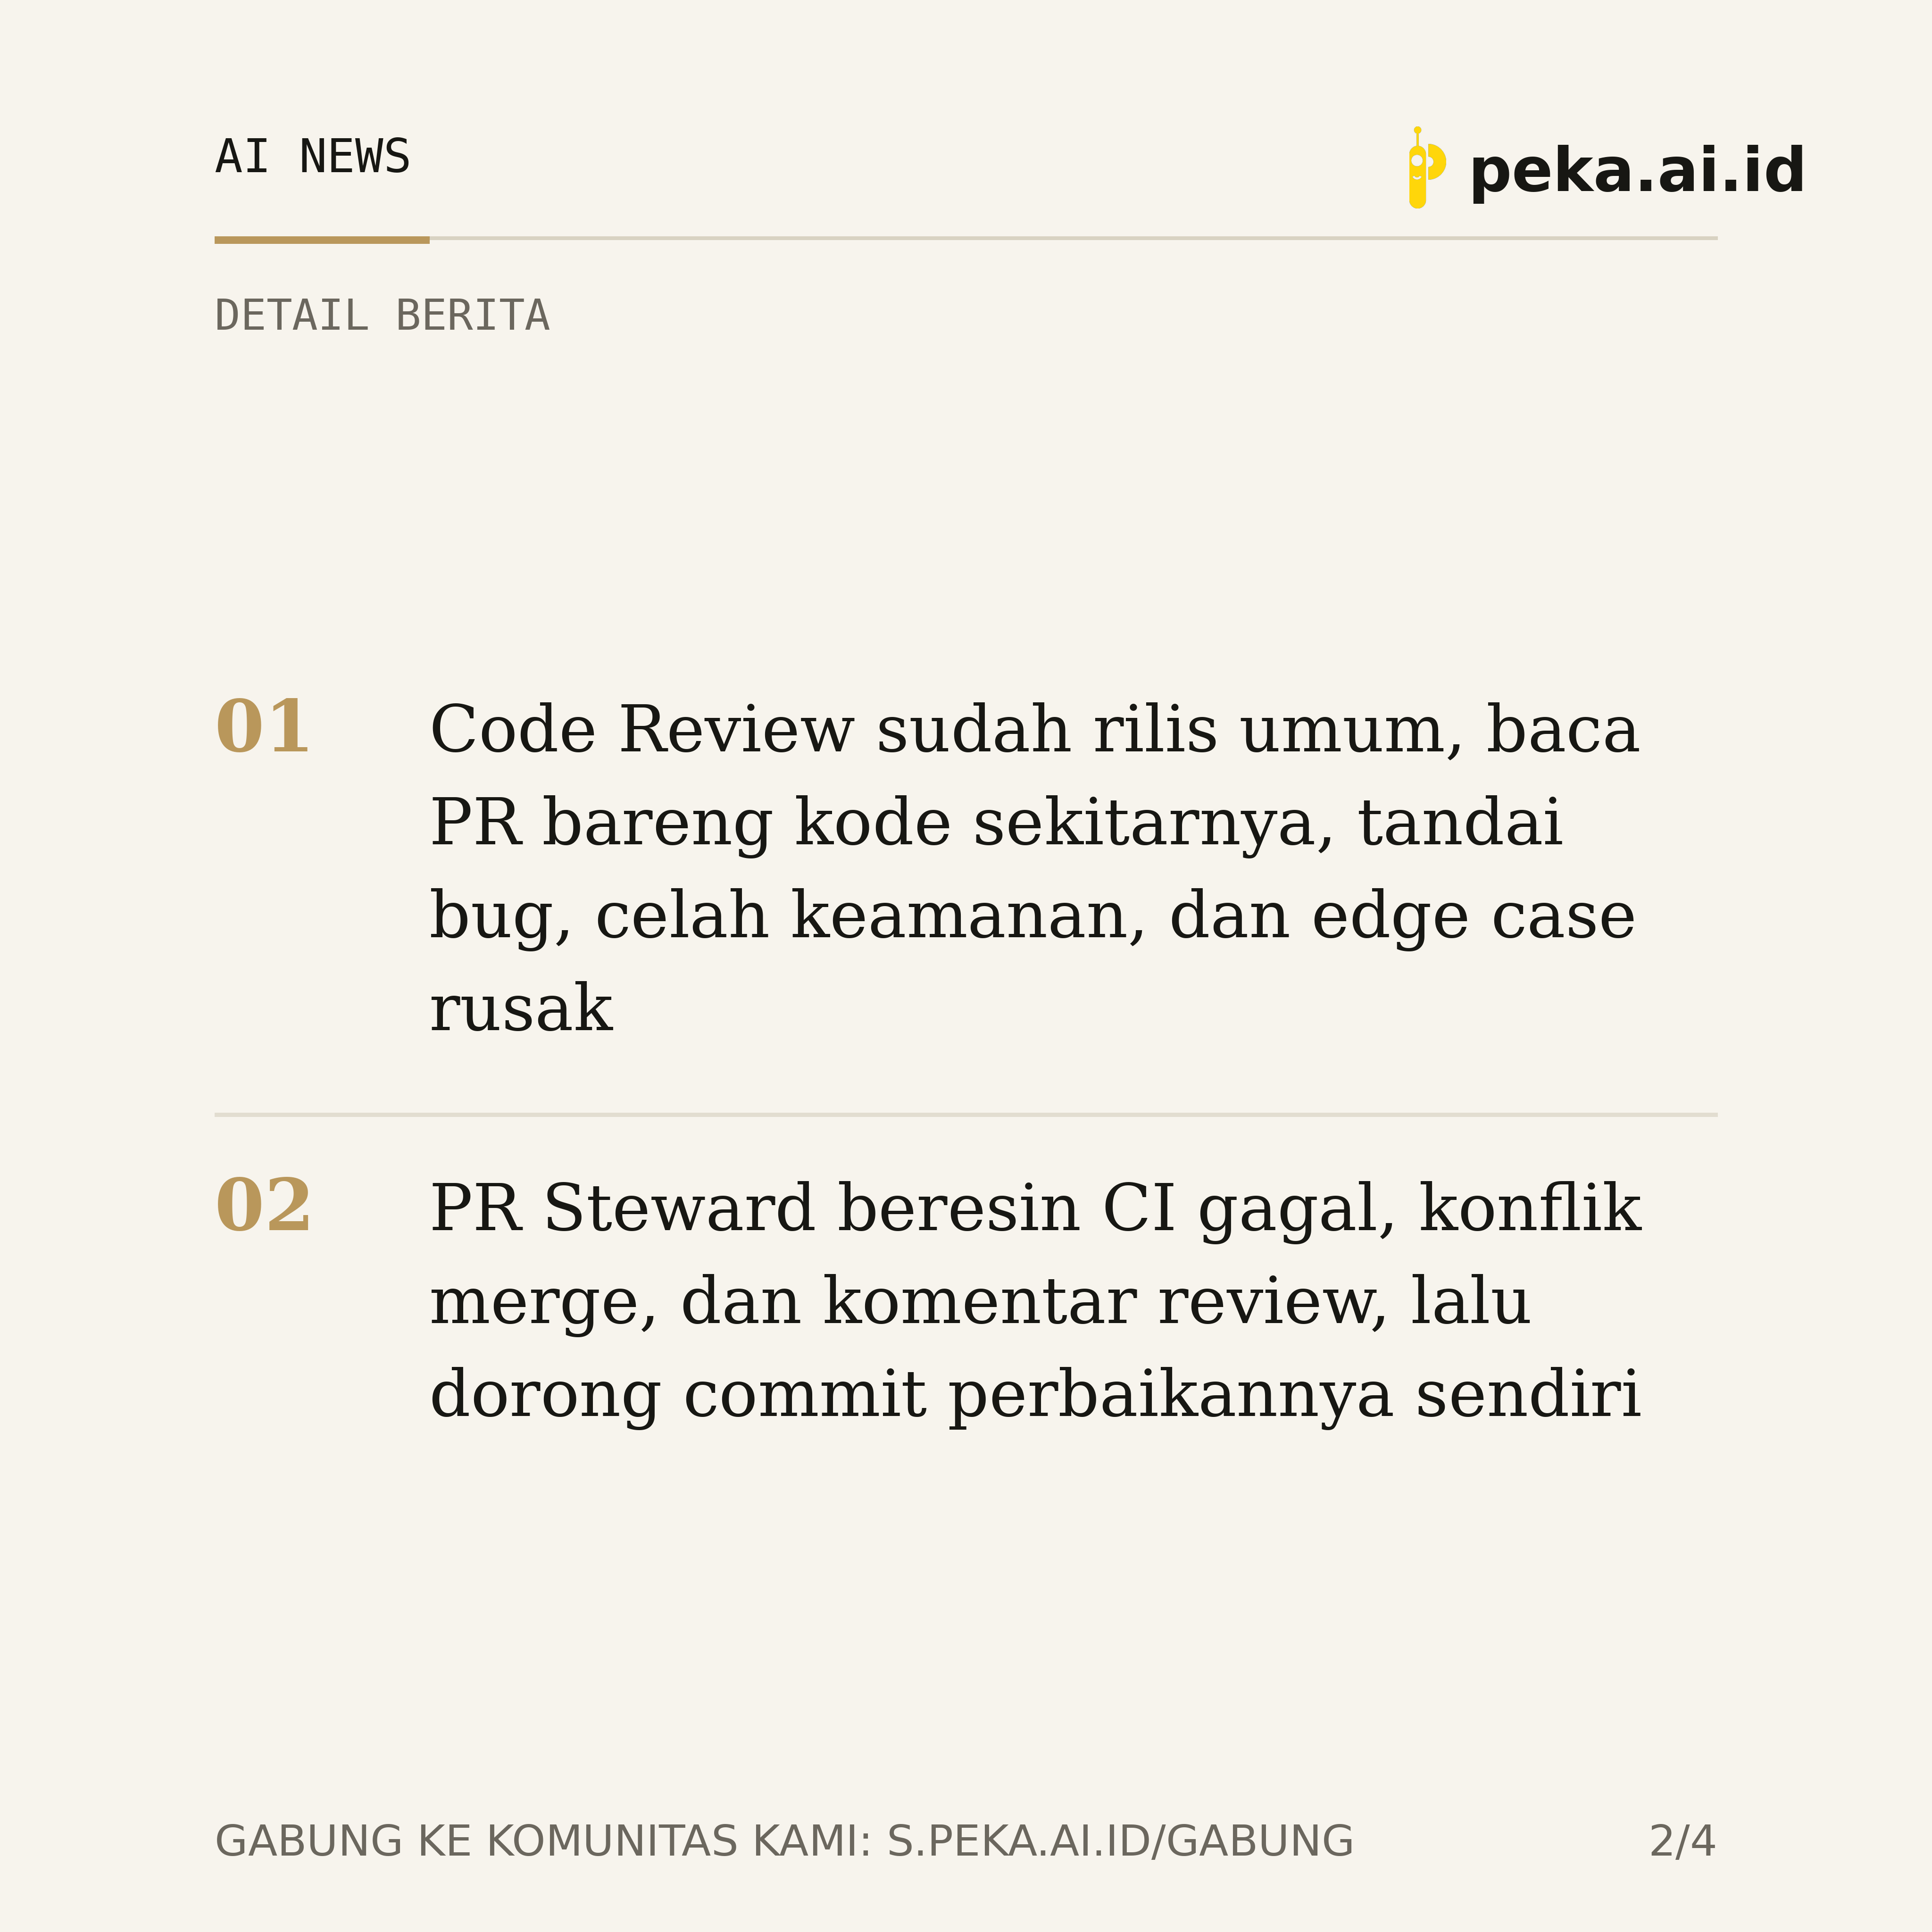 AI NEWS
peka.ai.id
DETAIL BERITA
01
Code Review sudah rilis umum, baca
PR bareng kode sekitarnya, tandai
bug, celah keamanan, dan edge case
rusak
02
PR Steward beresin CI gagal, konflik
merge, dan komentar review, lalu
dorong commit perbaikannya sendiri
GABUNG KE KOMUNITAS KAMI: S.PEKA.AI.ID/GABUNG
2/4